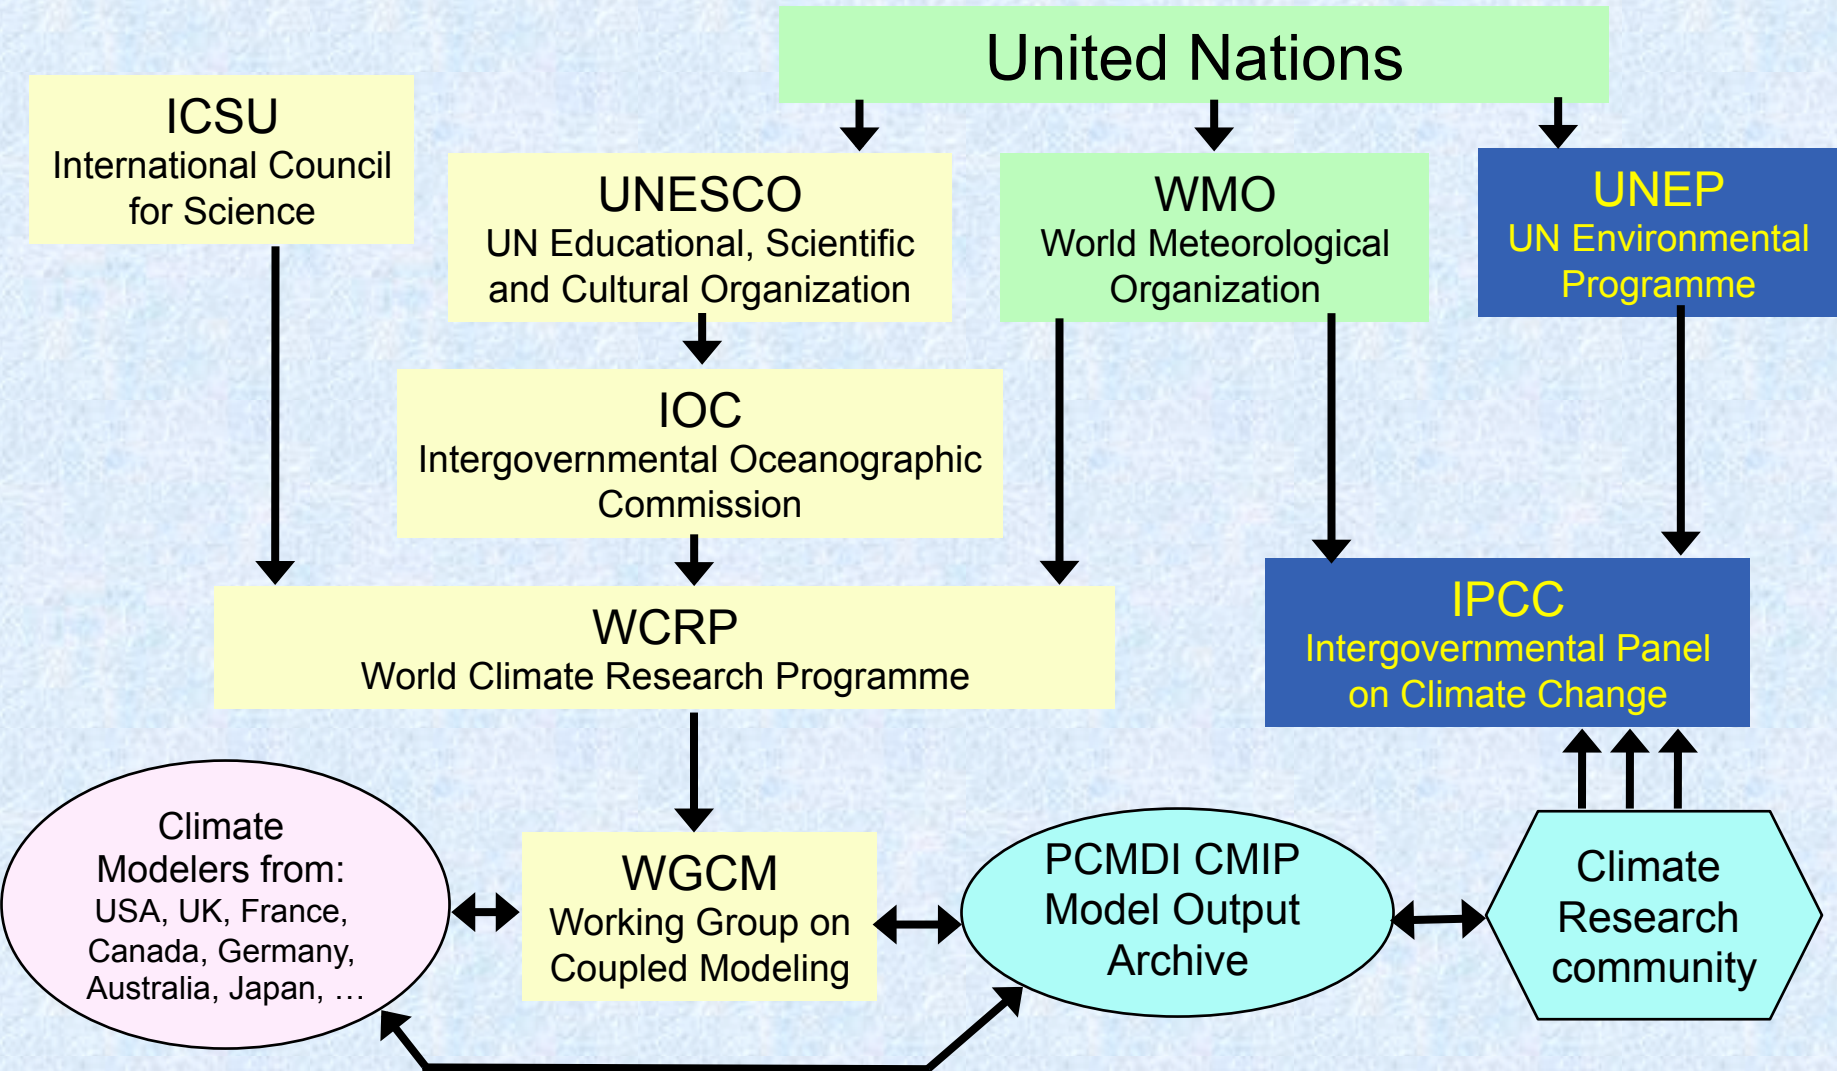 United Nations
ICSU
International Council
for Science
UNESCO
UN Educational, Scientific
and Cultural Organization
WMO
World Meteorological
Organization
UNEP
UN Environmental
Programme
IOC
Intergovernmental Oceanographic
Commission
WCRP
World Climate Research Programme
IPCC
Intergovernmental Panel
on Climate Change
Climate
Modelers from:
USA, UK, France,
Canada, Germany,
Australia, Japan, …
WGCM
Working Group on
Coupled Modeling
PCMDI CMIP
Model Output
Archive
Climate
Research
community